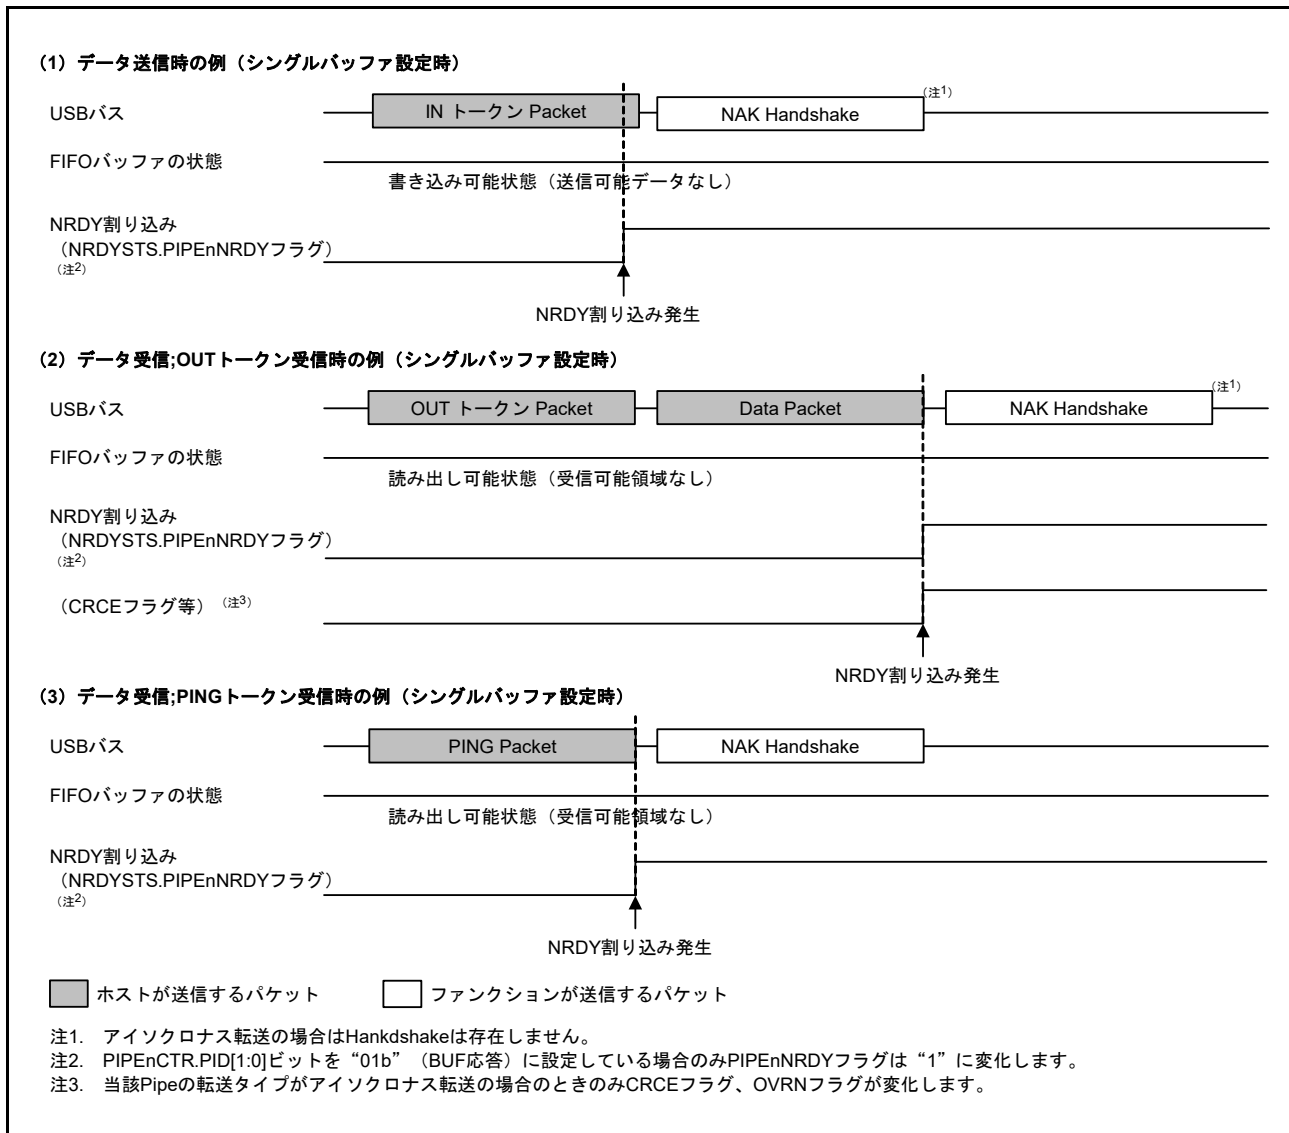 （1）データ送信時の例（シングルバッファ設定時）
USBバス
IN トークン Packet
NAK Handshake
（注1）
FIFOバッファの状態
書き込み可能状態（送信可能データなし）
NRDY割り込み
（NRDYSTS.PIPEnNRDYフラグ）
（注2）
NRDY割り込み発生
（2）データ受信;OUTトークン受信時の例（シングルバッファ設定時）
USBバス
OUT トークン Packet
Data Packet
NAK Handshake
（注1）
FIFOバッファの状態
読み出し可能状態（受信可能領域なし）
NRDY割り込み
（NRDYSTS.PIPEnNRDYフラグ）
（注2）
（CRCEフラグ等）（注3）
NRDY割り込み発生
（3）データ受信;PINGトークン受信時の例（シングルバッファ設定時）
USBバス
PING Packet
NAK Handshake
FIFOバッファの状態
読み出し可能状態（受信可能領域なし）
NRDY割り込み
（NRDYSTS.PIPEnNRDYフラグ）
（注2）
NRDY割り込み発生
ホストが送信するパケット
ファンクションが送信するパケット
注1. アイソクロナス転送の場合はHankdshakeは存在しません。
注2. PIPEnCTR.PID[1:0]ビットを“01b”（BUF応答）に設定している場合のみPIPEnNRDYフラグは“1”に変化します。
注3. 当該Pipeの転送タイプがアイソクロナス転送の場合のときのみCRCEフラグ、OVRNフラグが変化します。